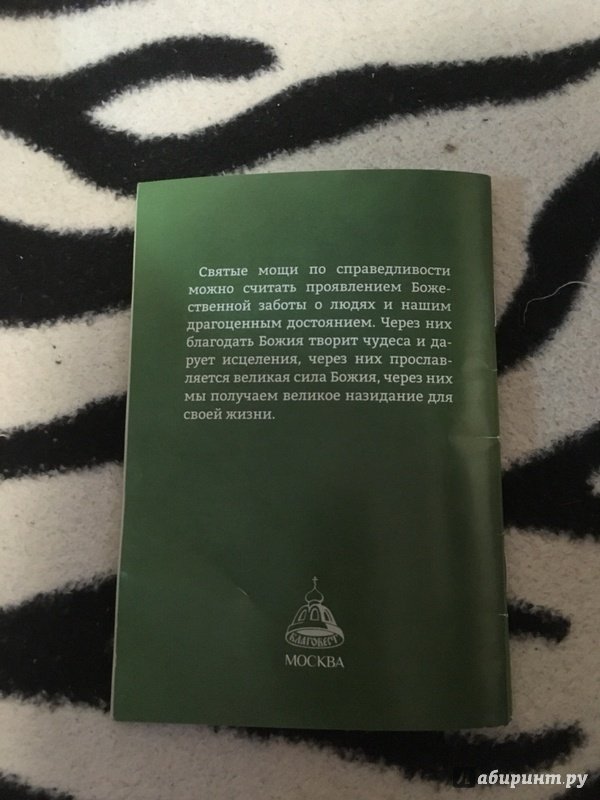 Святые мощи по справедливости
можно считать проявлением Боже-
ственной заботы о людях и нашим
драгоценным достоянием. Через них
благодать Божия творит чудеса и да-
рует исцеления, через них прослав-
ляется великая сила Божия, через них
мы получаем великое назидание для
своей жизни.
БЛАГОВЕСТ
МОСКВА
Лабиринт.ру